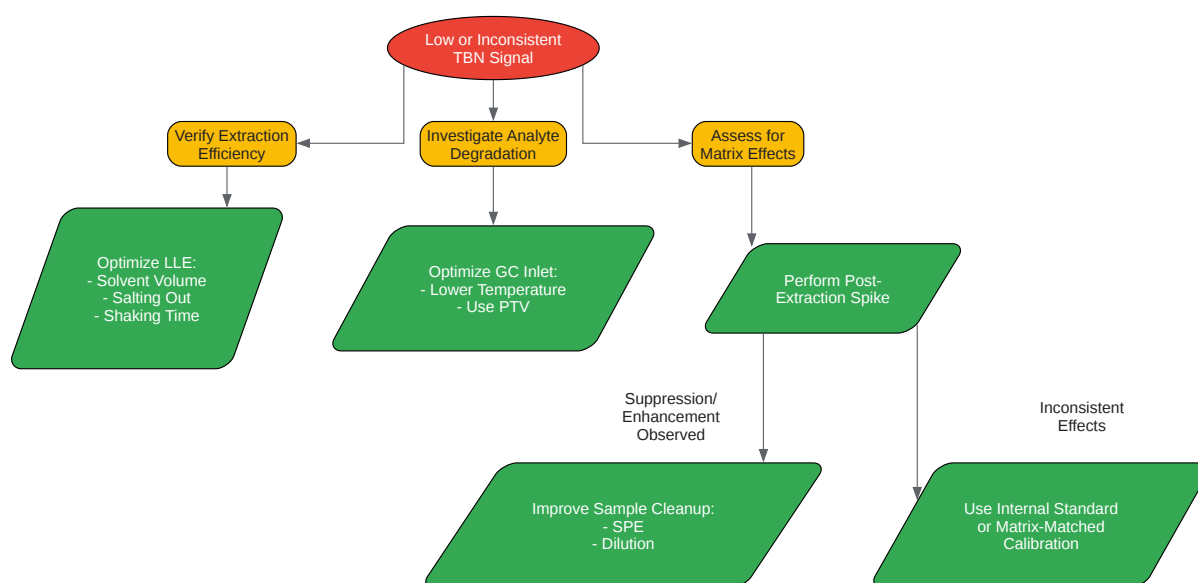 Low or Inconsistent
TBN Signal
Verify Extraction
Efficiency
Investigate Analyte
Degradation
Assess for
Matrix Effects
Optimize LLE:
- Solvent Volume
- Salting Out
- Shaking Time
Optimize GC Inlet:
- Lower Temperature
- Use PTV
Perform Post-
Extraction Spike
Suppression/
Enhancement
Observed
Inconsistent
Effects
Improve Sample Cleanup:
- SPE
- Dilution
Use Internal Standard
or Matrix-Matched
Calibration